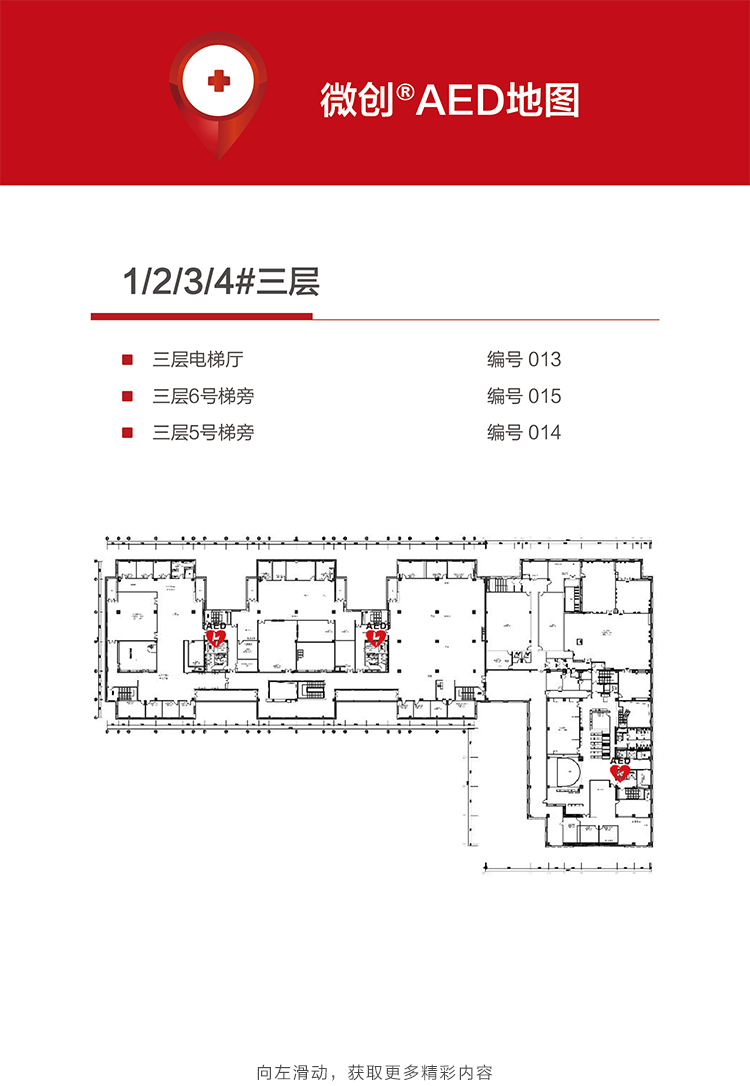 微创®AED地图
1/2/3/4#三层
三层电梯厅 编号 013
三层6号梯旁 编号 015
三层5号梯旁 编号 014
AED
AED
AED
向左滑动，获取更多精彩内容